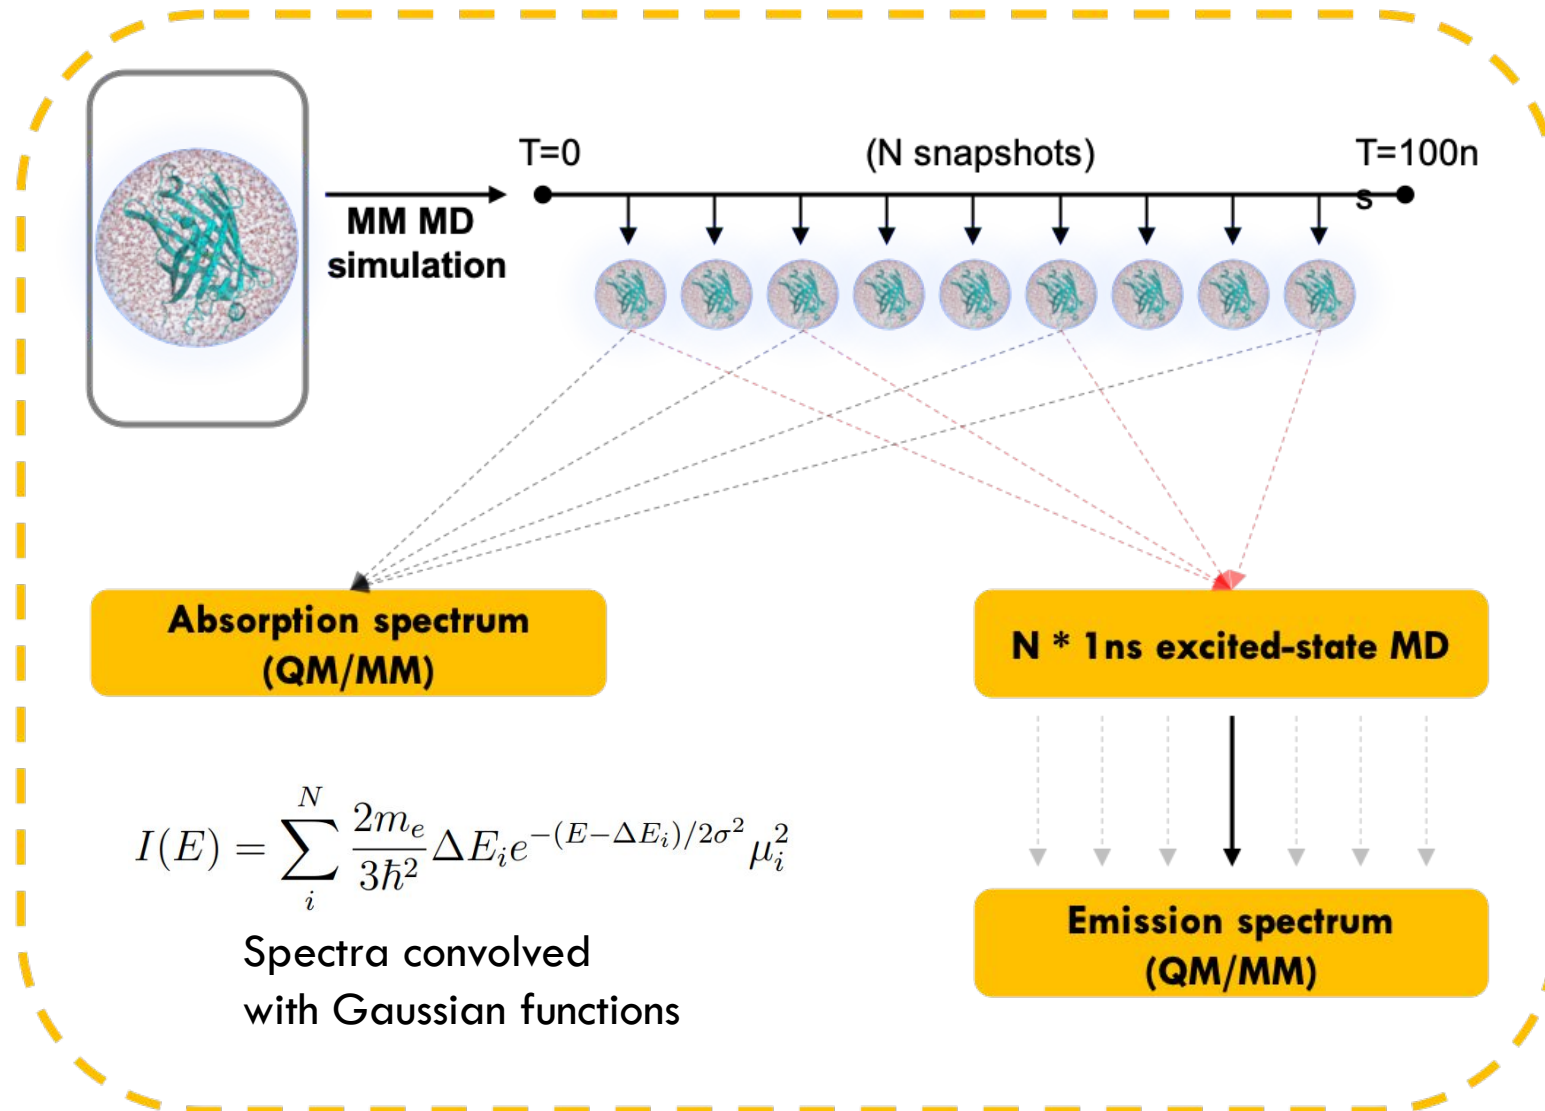 T=0
(N snapshots)
T=100n
s
MM MD
simulation
Absorption spectrum
(QM/MM)
N * 1ns excited-state MD
I(E) = \sum_{i}^{N} \frac{2m_e}{3\hbar^2} \Delta E_i e^{-(E-\Delta E_i)/2\sigma^2} \mu_i^2
Spectra convolved
with Gaussian functions
Emission spectrum
(QM/MM)